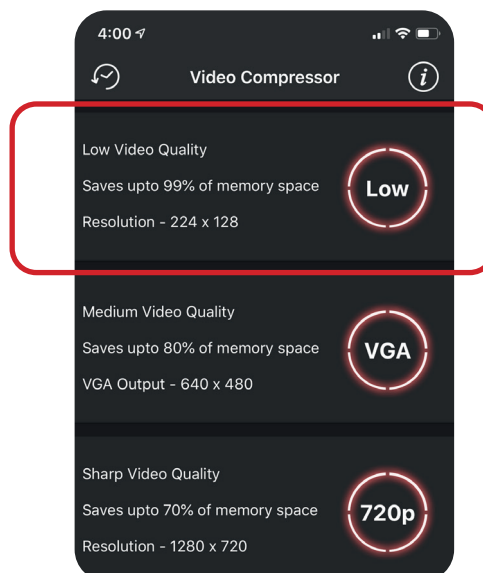 4:00
Video Compressor
i
Low Video Quality
Saves upto 99% of memory space
Resolution - 224 x 128
Low
Medium Video Quality
Saves upto 80% of memory space
VGA Output - 640 x 480
VGA
Sharp Video Quality
Saves upto 70% of memory space
Resolution - 1280 x 720
720p